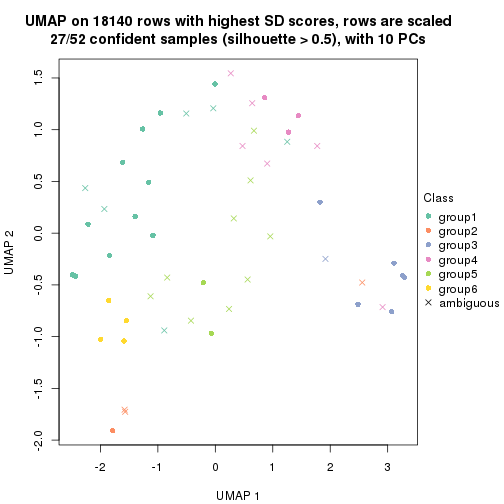 UMAP on 18140 rows with highest SD scores, rows are scaled
27/52 confident samples (silhouette > 0.5), with 10 PCs
1.5
1.0
0.5
0.0
-0.5
-1.0
-1.5
-2.0
UMAP 2
-2
-1
0
1
2
3
UMAP 1
Class
group1
group2
group3
group4
group5
group6
ambiguous